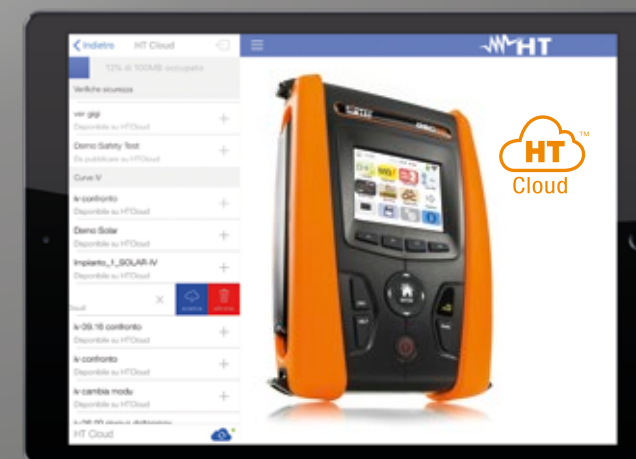 Indietro
HT Cloud
HT
12% di 100MB occupato
Verifiche sicurezza
ver gigi
Disponibile su HTCloud
Demo Safety Test
Da pubblicare su HTCloud
Curve IV
iv-confronto
Disponibile su HTCloud
Demo Solar
Disponibile su HTCloud
Impianto_1_SOLAR-IV
Disponibile su HTCloud
Cloud
iv-09.16 confronto
Disponibile su HTCloud
iv-confronto
Disponibile su HTCloud
iv cambia modu
Disponibile su HTCloud
HT Cloud
HT
TM
Cloud